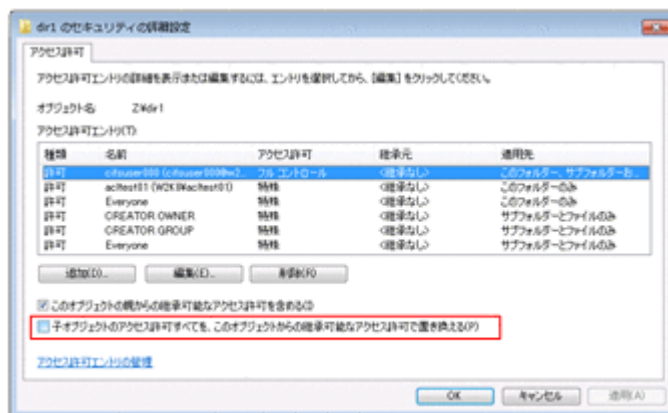 dir1 のセキュリティの詳細設定
アクセス許可
アクセス許可エントリの詳細を表示または編集するには、エントリを選択してから、[編集] をクリックしてください。
オブジェクト名 Z:¥dir1
アクセス許可エントリ(T)
種類 名前 アクセス許可 継承元 適用先
許可 cifsuser000 (cifsuser000@w2... フル コントロール <継承なし> このフォルダー、サブフォルダーお...
許可 acltest01 (W2K8¥acltest01) 特殊 <継承なし> このフォルダーのみ
許可 Everyone 特殊 <継承なし> このフォルダーのみ
許可 CREATOR OWNER 特殊 <継承なし> サブフォルダーとファイルのみ
許可 CREATOR GROUP 特殊 <継承なし> サブフォルダーとファイルのみ
許可 Everyone 特殊 <継承なし> サブフォルダーとファイルのみ
追加(D)... 編集(E)... 削除(R)
このオブジェクトの親からの継承可能なアクセス許可を含める(I)
子オブジェクトのアクセス許可すべてを、このオブジェクトからの継承可能なアクセス許可で置き換える(P)
アクセス許可エントリの管理
OK キャンセル 適用(A)